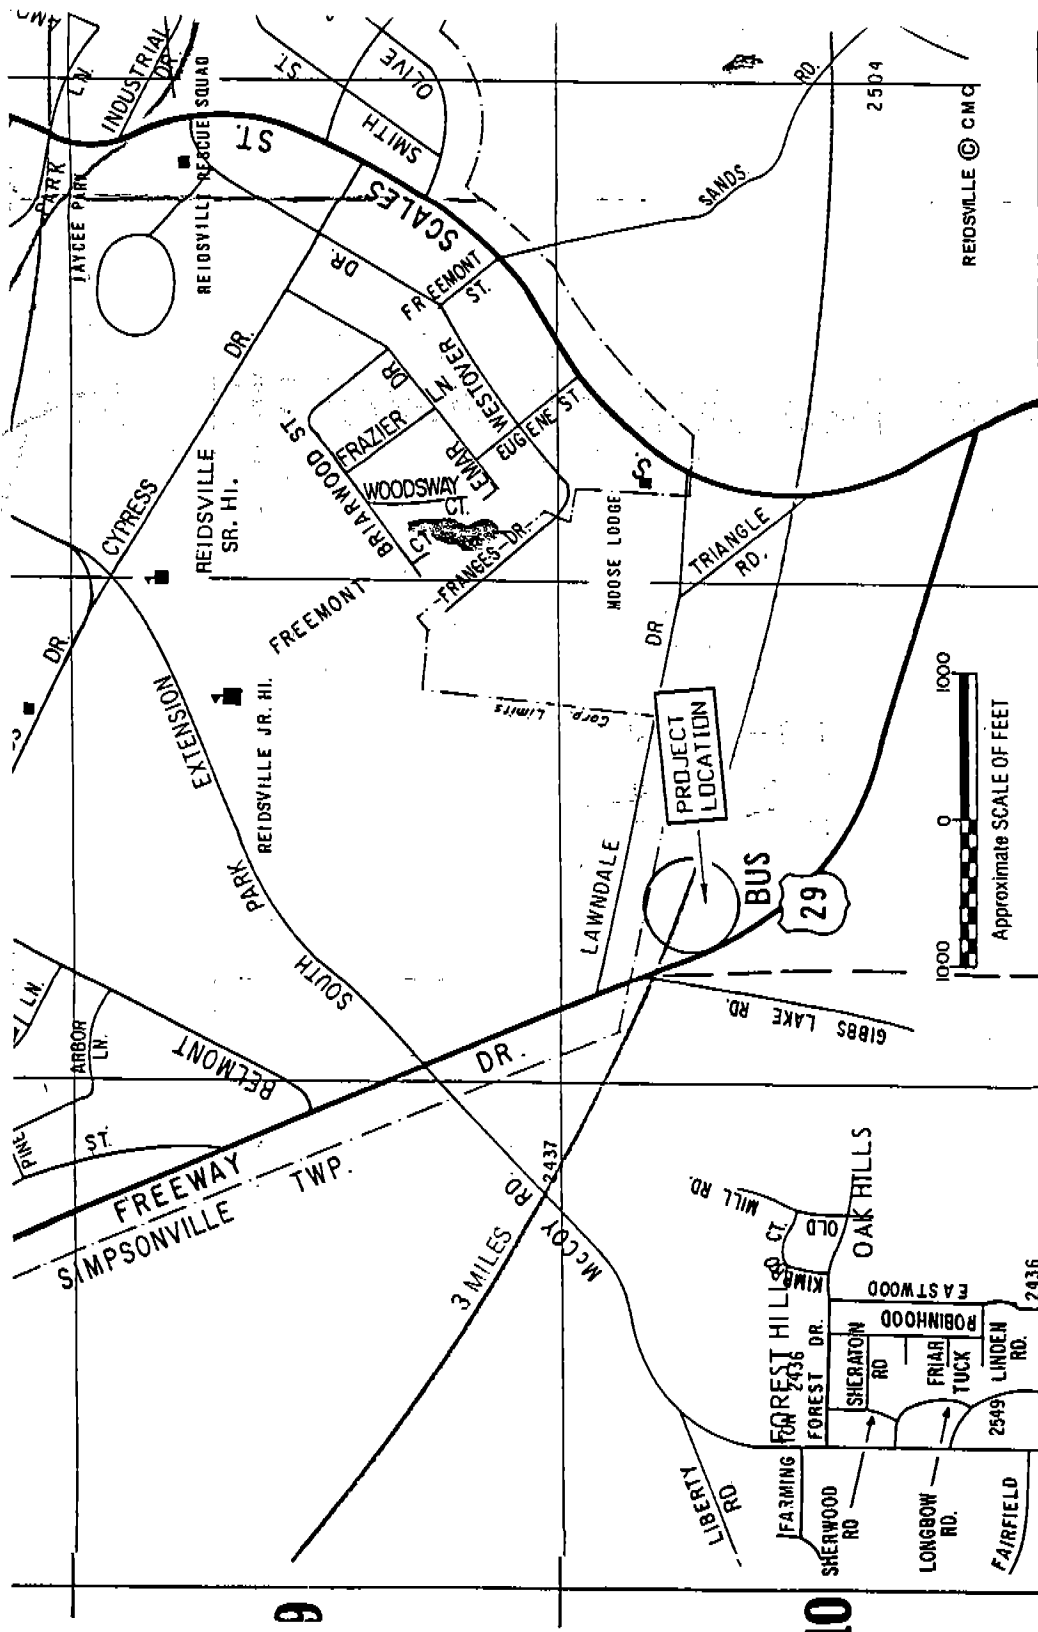 PARK
LN.
INDUSTRIAL
DR.
JAYCEE PARK
REIDSVILLE RESCUE SQUAD
ST.
SMITH
ST.
OLIVE
SCALES
ST.
S.
SANDS
RD.
2504
REIDSVILLE © CMC
CYPRESS
DR.
DR.
DR.
FREEMONT
ST.
WESTOVER
EUGENE ST
LEMAR
DR
LN.
FRAZIER
BRIARWOOD ST.
WOODSWAY
CT.
CT
FRANCES DR.
FREEMONT
REIDSVILLE
SR. HI.
REIDSVILLE JR. HI.
MOOSE LODGE
TRIANGLE
RD.
Corp. Limits
LAWNDALE
DR
PROJECT
LOCATION
BUS
29
1000 0 1000
Approximate SCALE OF FEET
EXTENSION
PARK
SOUTH
LN.
ARBOR
LN.
BELMONT
PINE
ST.
FREEWAY
DR.
SIMPSONVILLE
TWP.
GIBBS LAKE RD.
2437
3 MILES
McCOY
RD
LIBERTY
RD
MILL RD.
OLD
OAK HILLS
CT.
FOREST HILL
2436
FOREST DR.
EASTWOOD
ROBINHOOD
SHERATON
RD
FRIAR
TUCK
LINDEN
RD.
2549
2436
FARMING
TON
SHERWOOD
RD
LONGBOW
RD.
FAIRFIELD
9
10